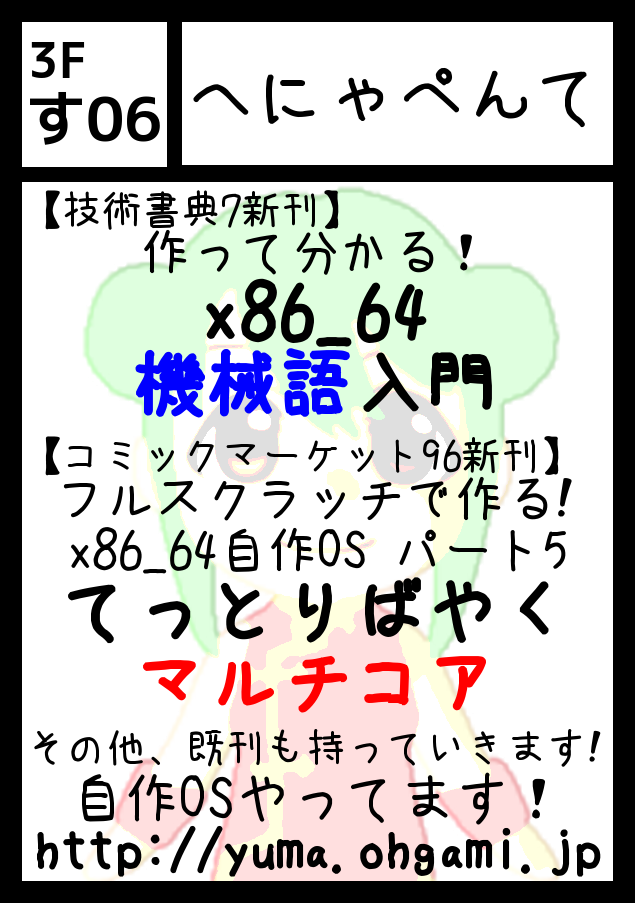 3F
す06
へにゃぺんて
【技術書典7新刊】
作って分かる！
x86_64
機械語入門
【コミックマーケット96新刊】
フルスクラッチで作る!
x86_64自作OS パート5
てっとりばやく
マルチコア
その他、既刊も持っていきます!
自作OSやってます！
http://yuma.ohgami.jp